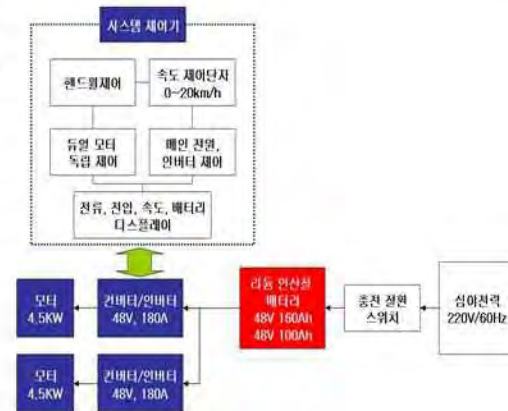 시스템 제어기
핸드휠제어
속도 제어단자
0~20km/h
듀얼 모터
독립 제어
메인 전원,
인버터 제어
전류, 전압, 속도, 배터리
디스플레이
모터
4.5KW
컨버터/인버터
48V, 180A
리튬 인산철
배터리
48V 160Ah
48V 100Ah
충전 절환
스위치
심야전력
220V/60Hz
모터
4.5KW
컨버터/인버터
48V, 180A